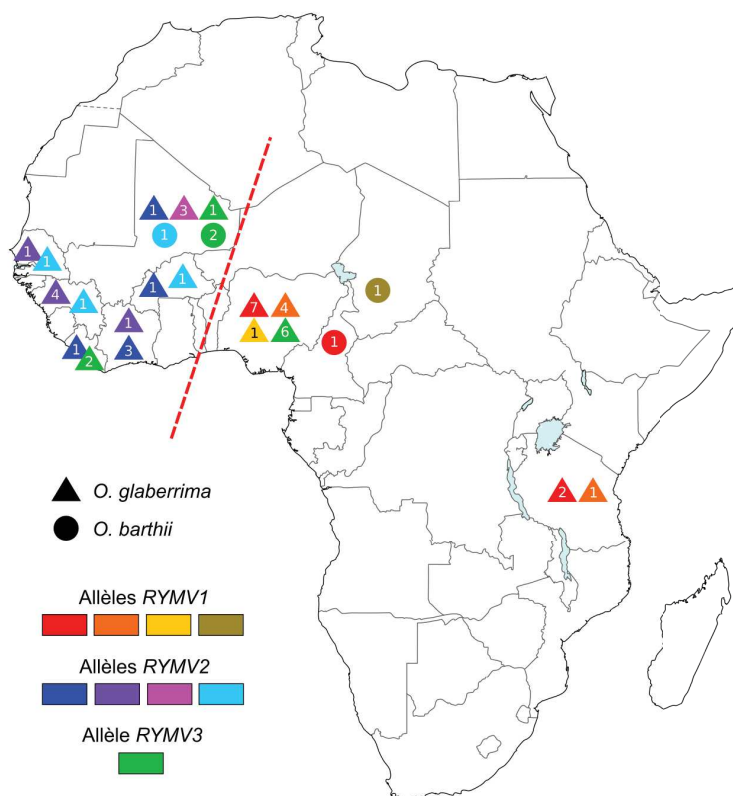 1 3 1
1 2
1
1
1 1
4
1
7 4
1
1
1 6
1
1 3
2
2 1
O. glaberrima
O. barthii
Allèles RYMV1
Allèles RYMV2
Allèle RYMV3